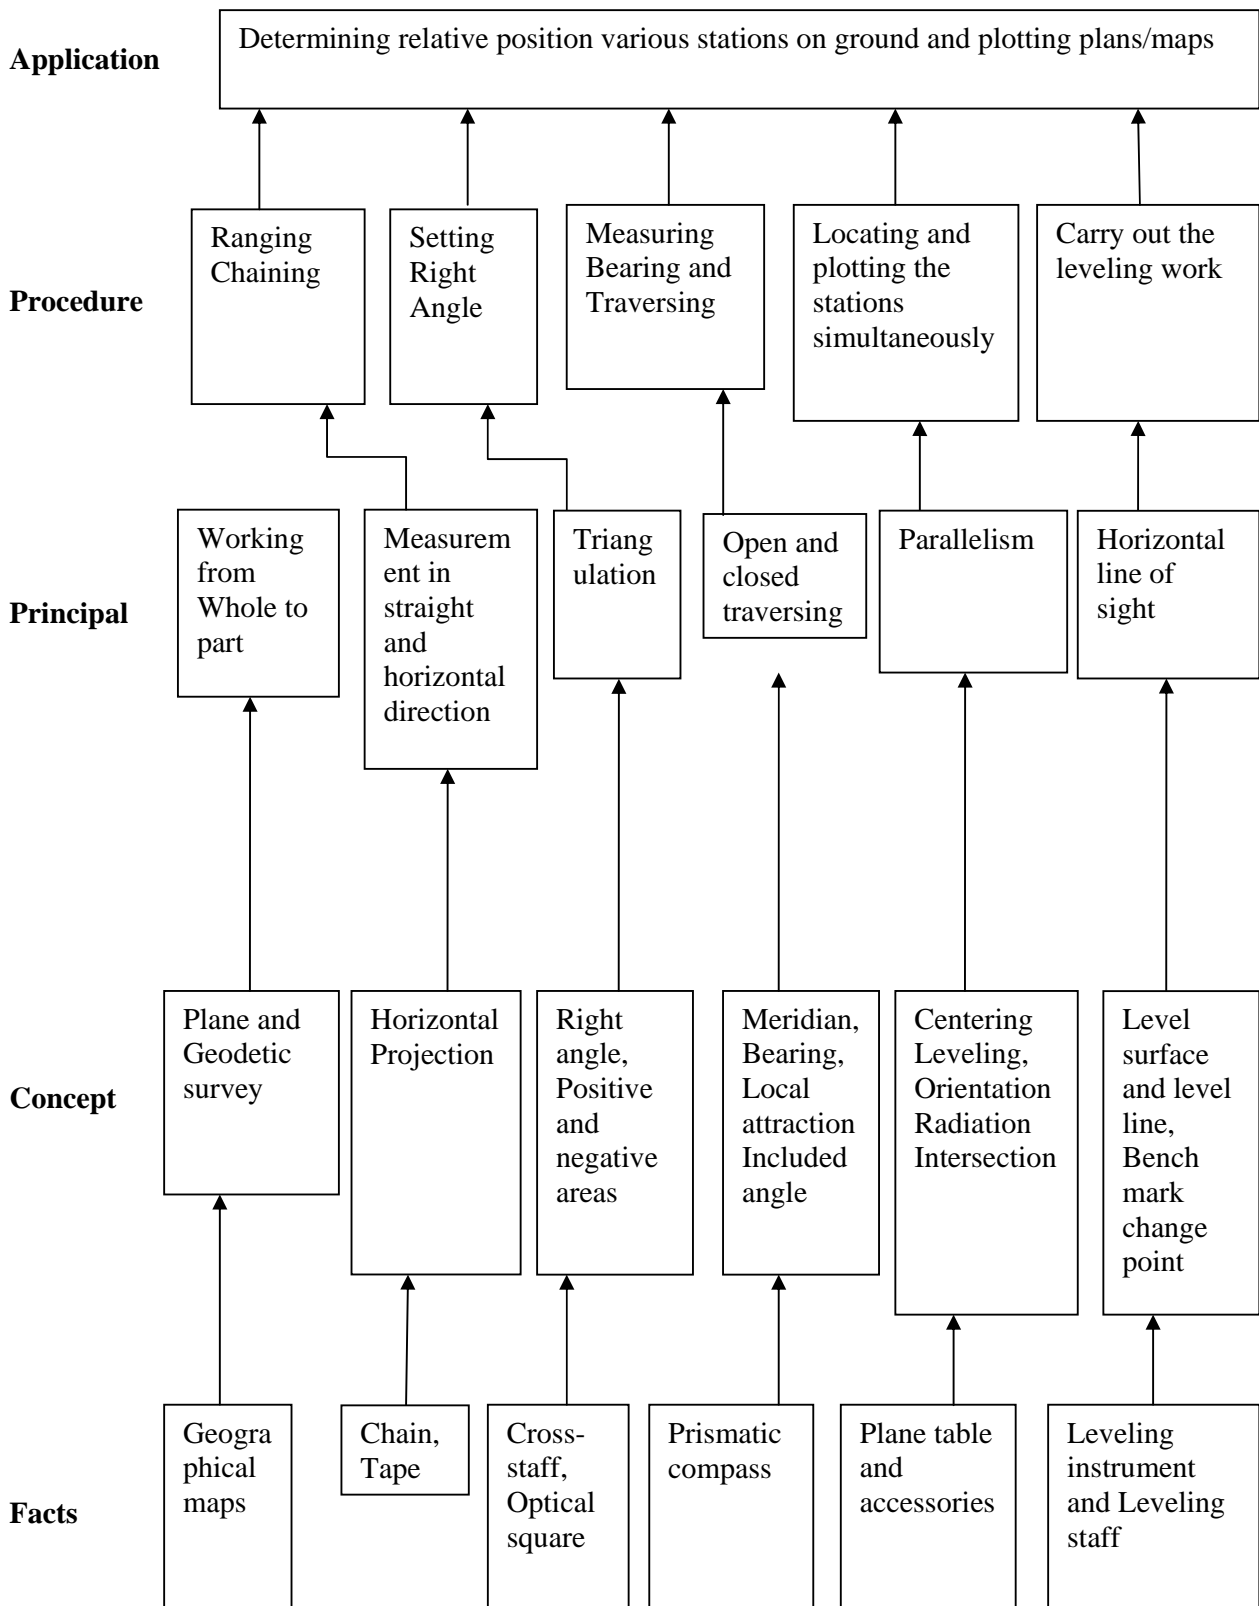 Application
Determining relative position various stations on ground and plotting plans/maps
Procedure
Ranging
Chaining
Setting
Right
Angle
Measuring
Bearing and
Traversing
Locating and
plotting the
stations
simultaneously
Carry out the
leveling work
Principal
Working
from
Whole to
part
Measurem
ent in
straight
and
horizontal
direction
Triang
ulation
Open and
closed
traversing
Parallelism
Horizontal
line of
sight
Concept
Plane and
Geodetic
survey
Horizontal
Projection
Right
angle,
Positive
and
negative
areas
Meridian,
Bearing,
Local
attraction
Included
angle
Centering
Leveling,
Orientation
Radiation
Intersection
Level
surface
and level
line,
Bench
mark
change
point
Facts
Geogra
phical
maps
Chain,
Tape
Cross-
staff,
Optical
square
Prismatic
compass
Plane table
and
accessories
Leveling
instrument
and Leveling
staff